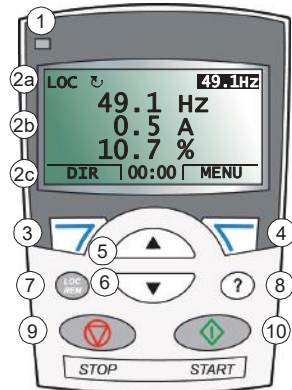 1
2a
LOC ↻ 49.1Hz
49.1 Hz
2b
0.5 A
10.7 %
2c
DIR 00:00 MENU
3
4
5
6
7
LOC
REM
?
8
9
10
STOP START